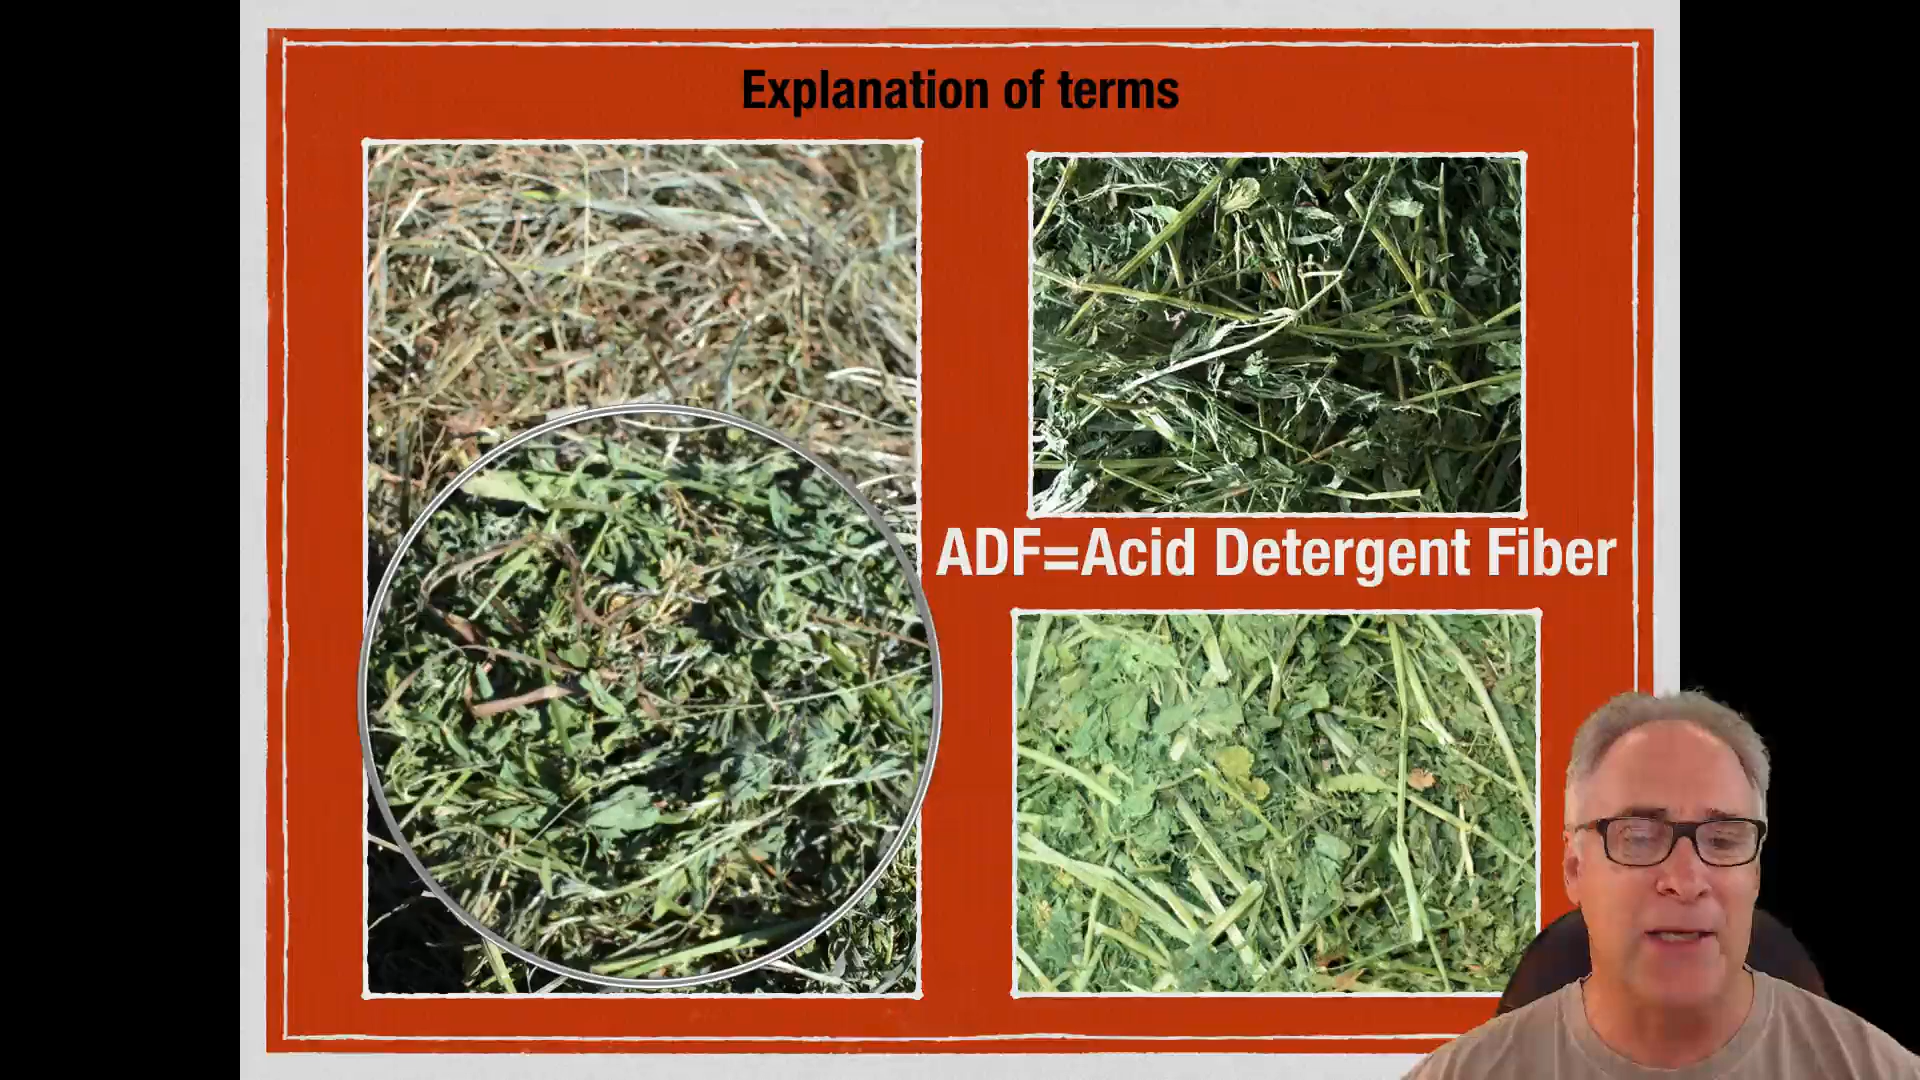 Explanation of terms
ADF=Acid Detergent Fiber